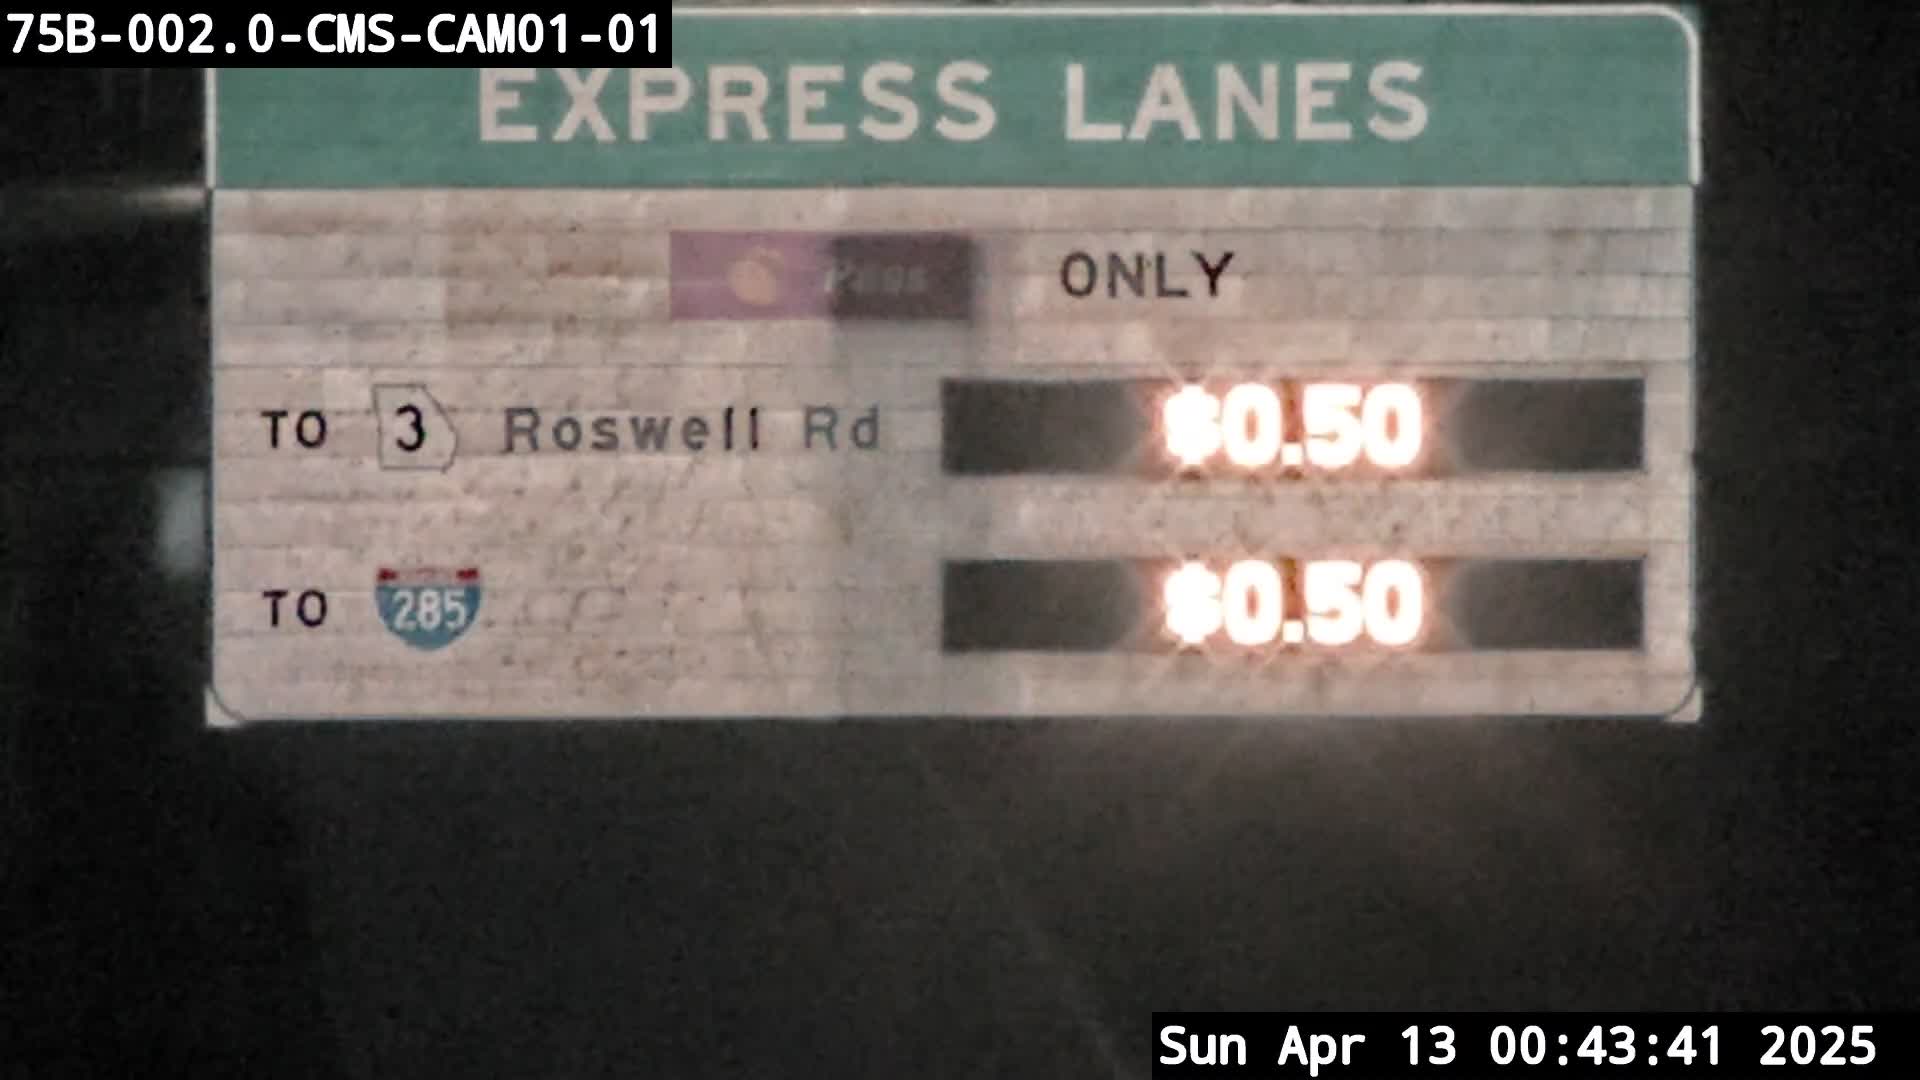 75B-002.0-CMS-CAM01-01
EXPRESS LANES
Pass ONLY
TO 3 Roswell Rd $0.50
TO 285 $0.50
Sun Apr 13 00:43:41 2025